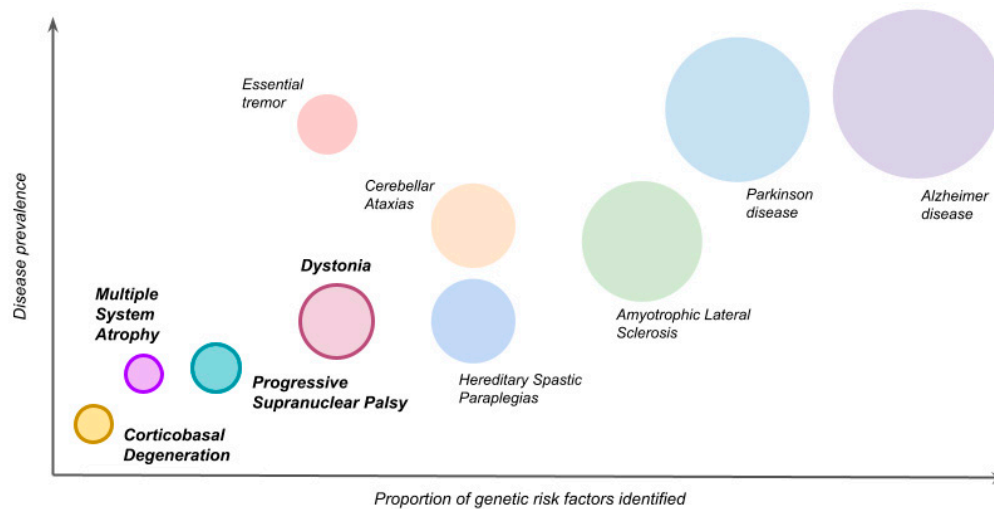 Essential
tremor
Cerebellar
Ataxias
Parkinson
disease
Alzheimer
disease
Disease prevalence
Dystonia
Multiple
System
Atrophy
Amyotrophic Lateral
Sclerosis
Progressive
Supranuclear Palsy
Hereditary Spastic
Paraplegias
Corticobasal
Degeneration
Proportion of genetic risk factors identified